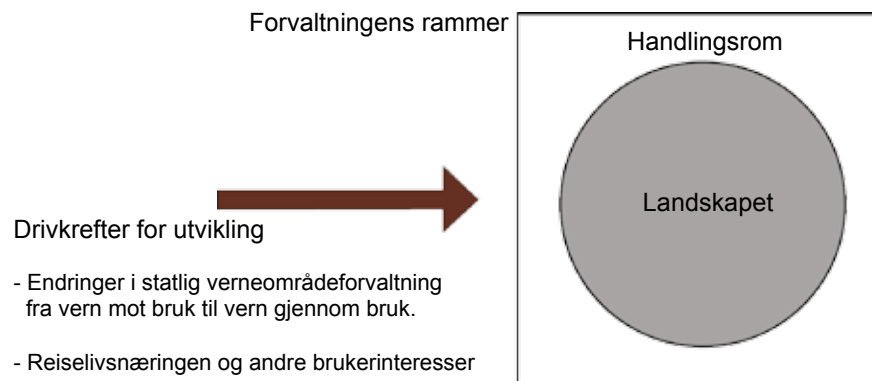 Forvaltningens rammer
Handlingsrom
Landskapet
Drivkrefter for utvikling
- Endringer i statlig verneområdeforvaltning
fra vern mot bruk til vern gjennom bruk.
- Reiselivsnæringen og andre brukerinteresser